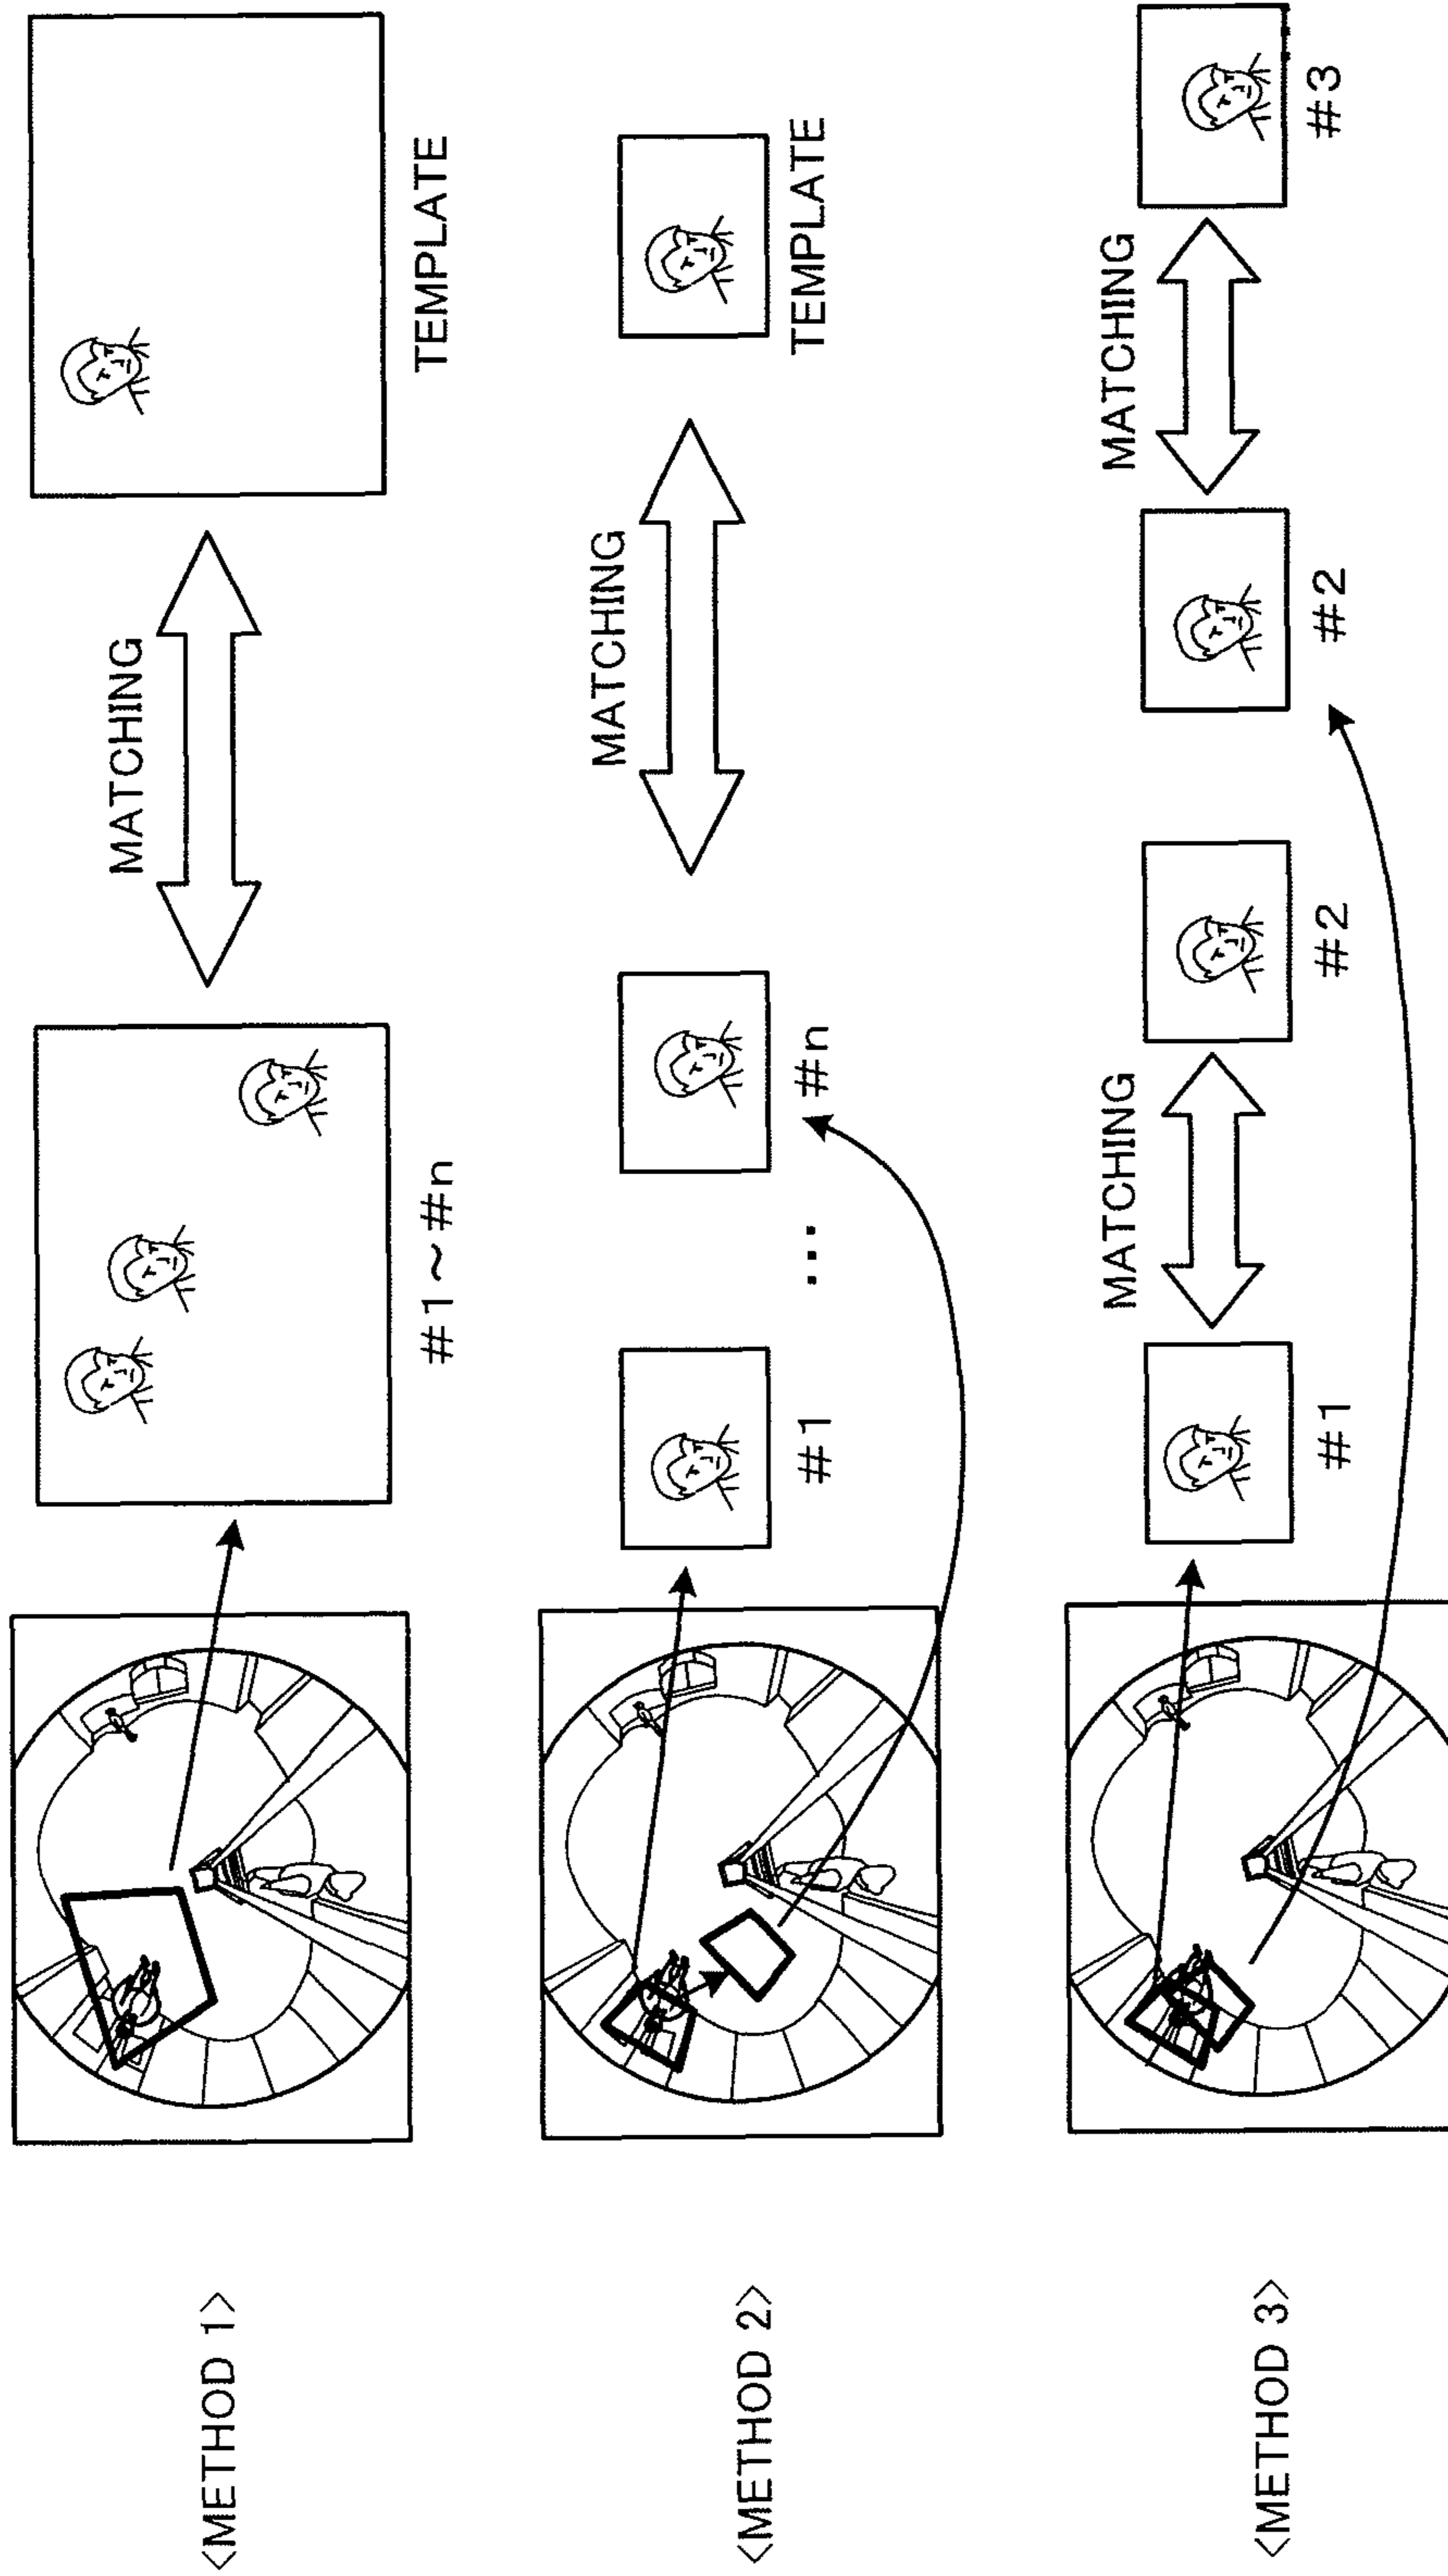 <METHOD 1>
#1~#n
MATCHING
TEMPLATE
<METHOD 2>
#1
...
#n
MATCHING
TEMPLATE
<METHOD 3>
#1
MATCHING
#2
#2
MATCHING
#3